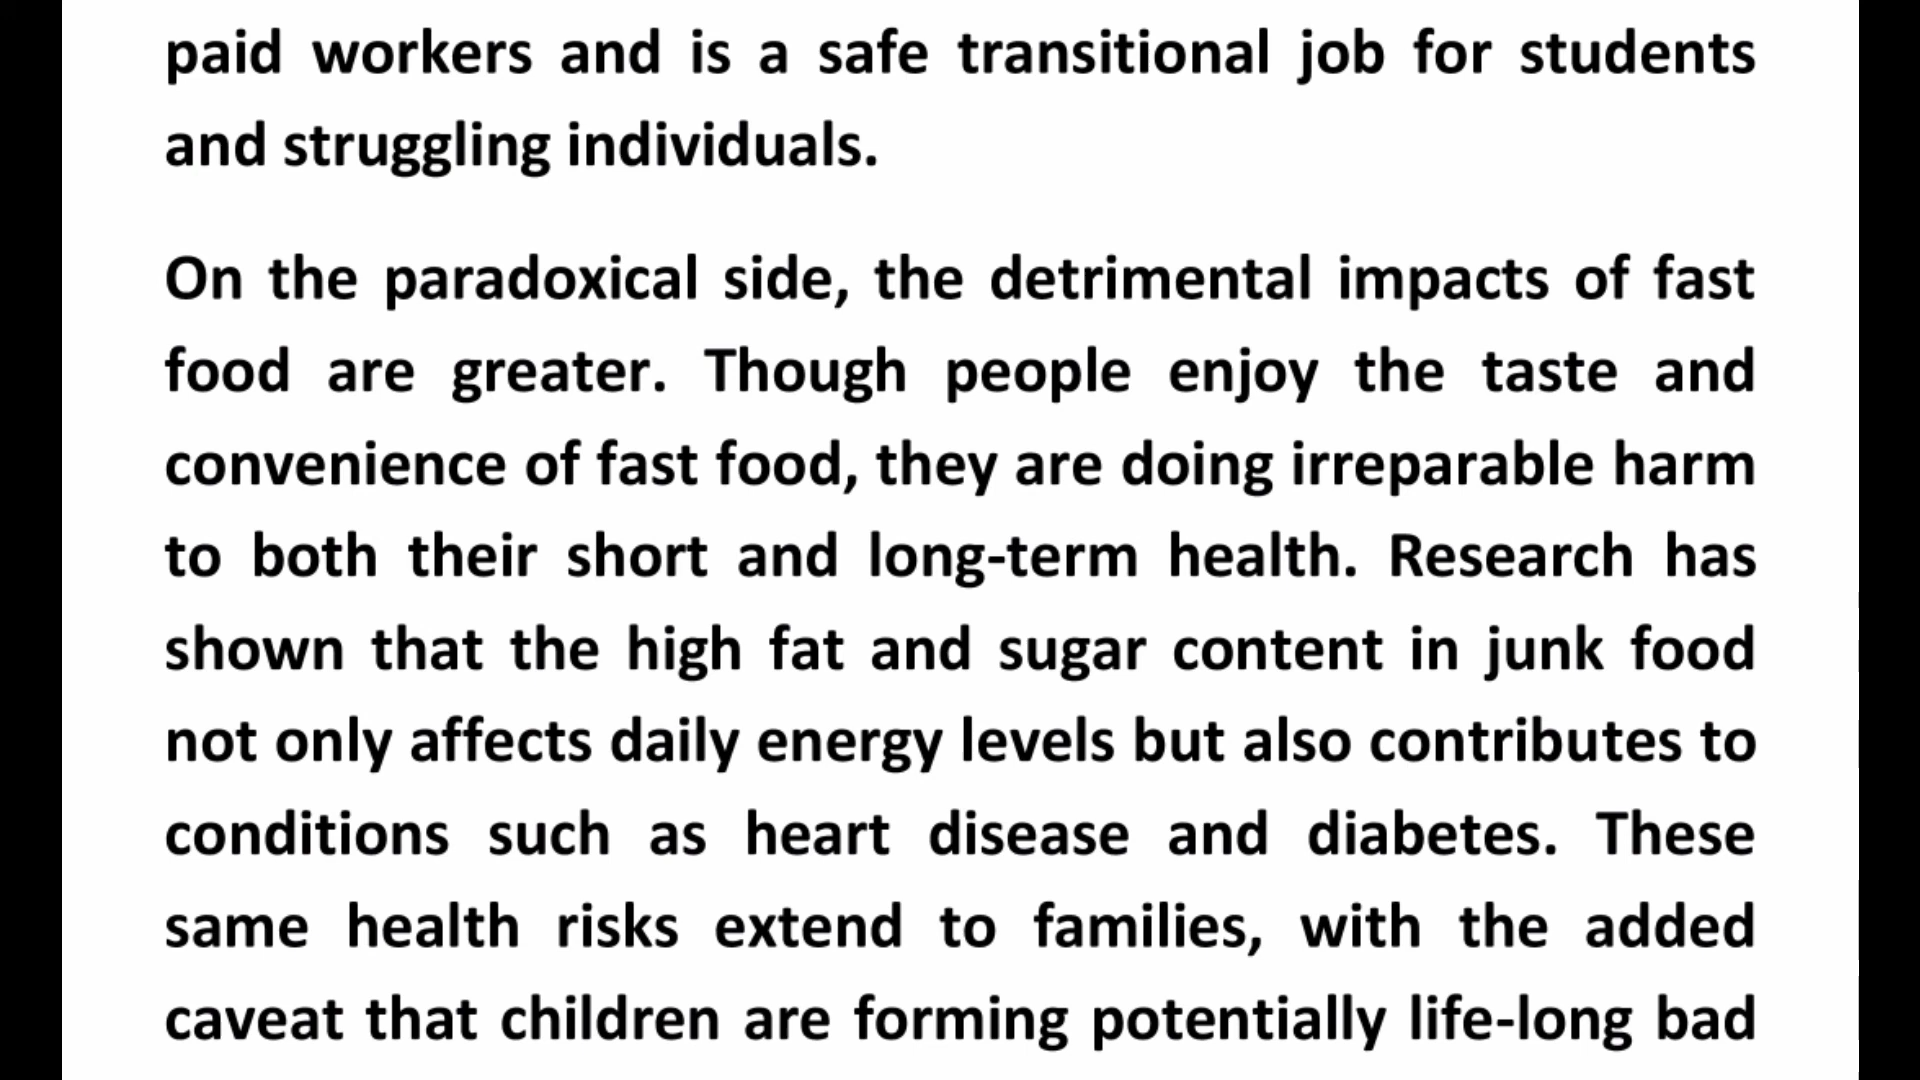 paid workers and is a safe transitional job for students
and struggling individuals.
On the paradoxical side, the detrimental impacts of fast
food are greater. Though people enjoy the taste and
convenience of fast food, they are doing irreparable harm
to both their short and long-term health. Research has
shown that the high fat and sugar content in junk food
not only affects daily energy levels but also contributes to
conditions such as heart disease and diabetes. These
same health risks extend to families, with the added
caveat that children are forming potentially life-long bad